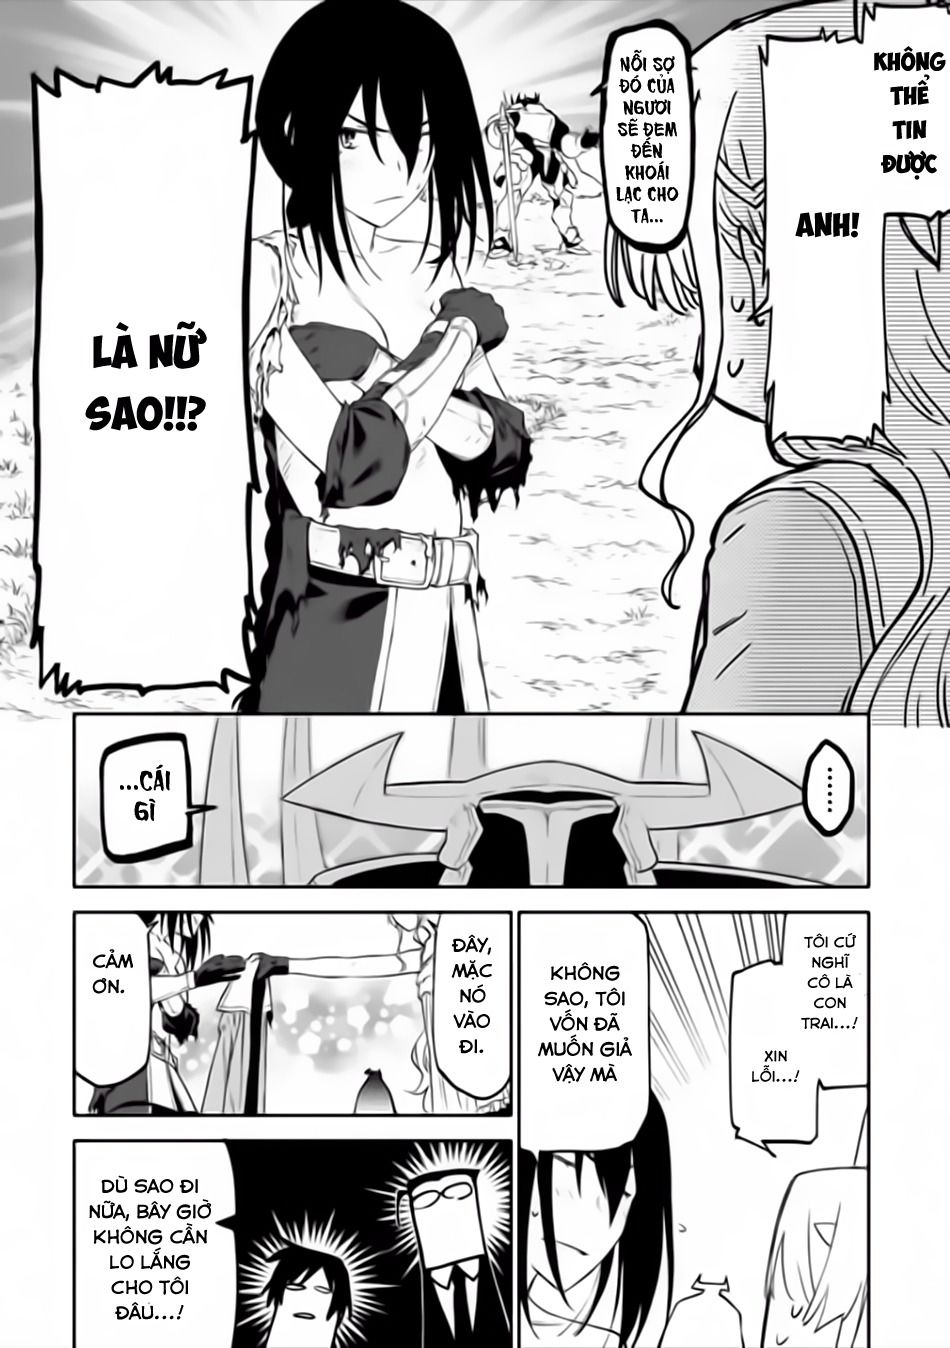 KHÔNG
THỂ
TIN
ĐƯỢC
ANH!
NỖI SỢ
ĐÓ CỦA
NGƯƠI
SẼ ĐEM
ĐẾN
KHOÁI
LẠC CHO
TA...
LÀ NỮ
SAO!!!?
......
...CÁI
GÌ
TÔI CỨ
NGHĨ
CÔ LÀ
CON
TRAI...!
XIN
LỖI...!
KHÔNG
SAO, TÔI
VỐN ĐÃ
MUỐN GIẢ
VẬY MÀ
ĐÂY,
MẶC
NÓ
VÀO
ĐI.
CẢM
ƠN.
DÙ SAO ĐI
NỮA, BÂY GIỜ
KHÔNG CẦN
LO LẮNG
CHO TÔI
ĐÂU...!